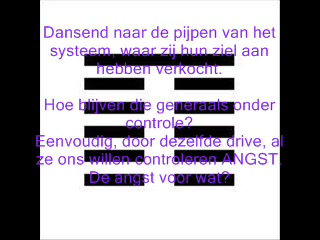 Dansend naar de pijpen van het
systeem, waar zij hun ziel aan
hebben verkocht.
Hoe blijven die generaals onder
controle?
Eenvoudig, door dezelfde drive, al
ze ons willen controleren ANGST.
De angst voor wat?